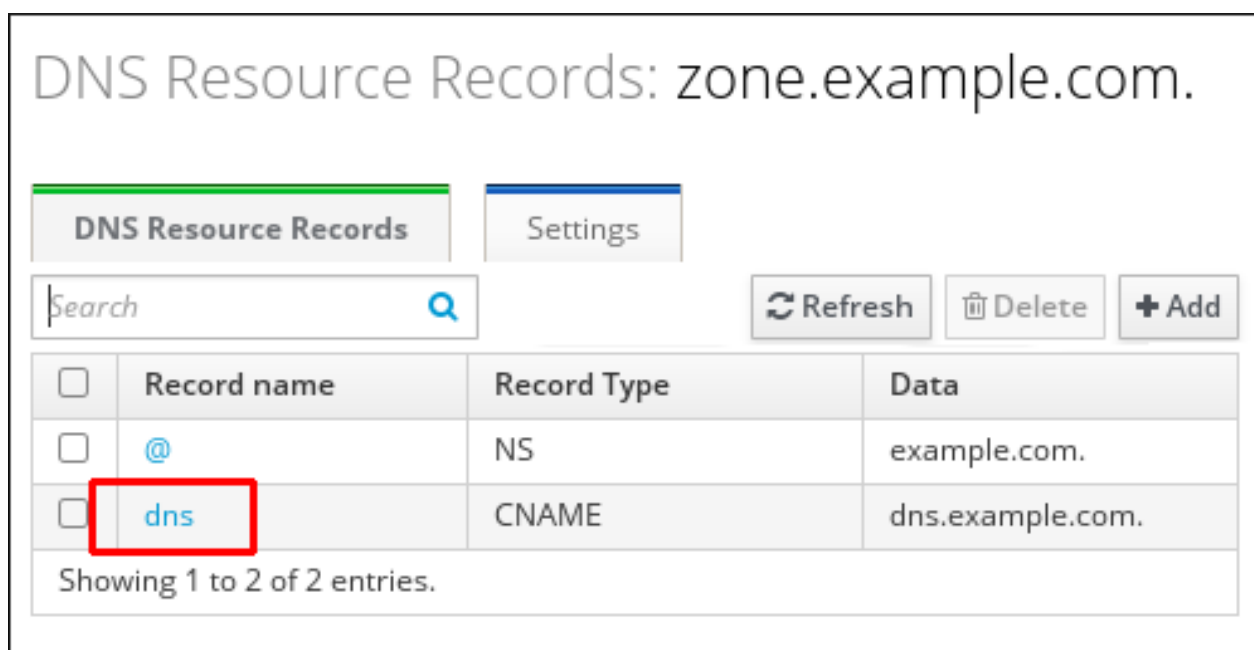 DNS Resource Records: zone.example.com.
DNS Resource Records Settings
Search Refresh Delete Add
Record name Record Type Data
@ NS example.com.
dns CNAME dns.example.com.
Showing 1 to 2 of 2 entries.